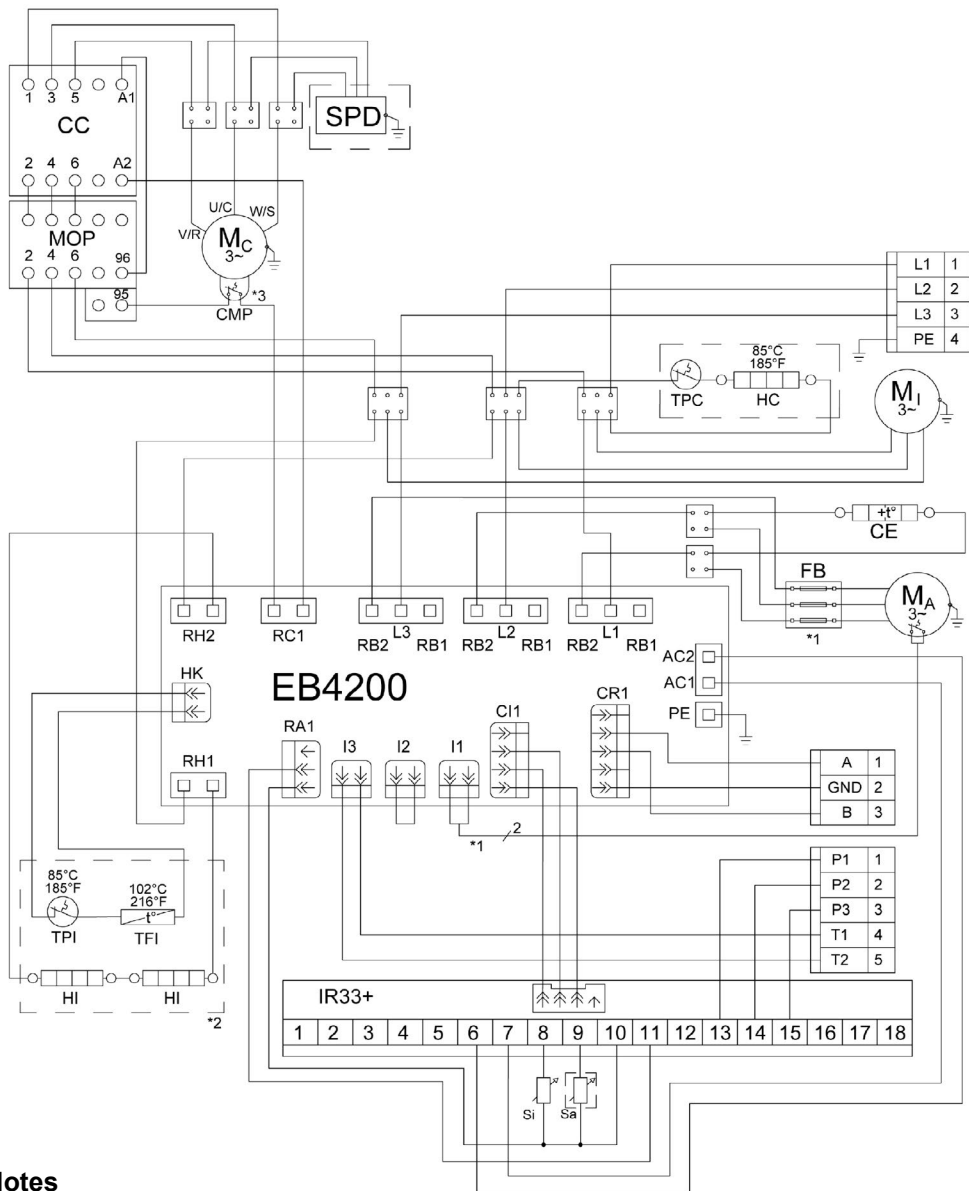 1 3 5 A1
CC
2 4 6 A2
MOP
2 4 6 96
95
SPD
U/C
V/R
W/S
MC
3~
*3
CMP
L1 1
L2 2
L3 3
PE 4
85°C
185°F
TPC
HC
MI
3~
+t°
CE
FB
*1
MA
3~
RH2
RC1
L3
RB2 RB1
L2
RB2 RB1
L1
RB2 RB1
HK
EB4200
AC2
AC1
PE
CI1
CR1
RA1
I3
I2
I1
RH1
*1
2
A 1
GND 2
B 3
P1 1
P2 2
P3 3
T1 4
T2 5
85°C
185°F
102°C
216°F
t°
TPI
TFI
HI
HI
*2
IR33+
1 2 3 4 5 6 7 8 9 10 11 12 13 14 15 16 17 18
Si
Sa
lotes